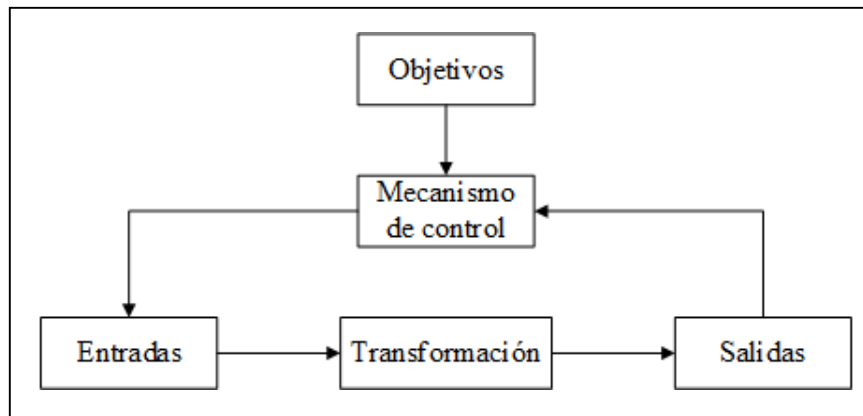 Objetivos
Mecanismo
de control
Entradas
Transformación
Salidas